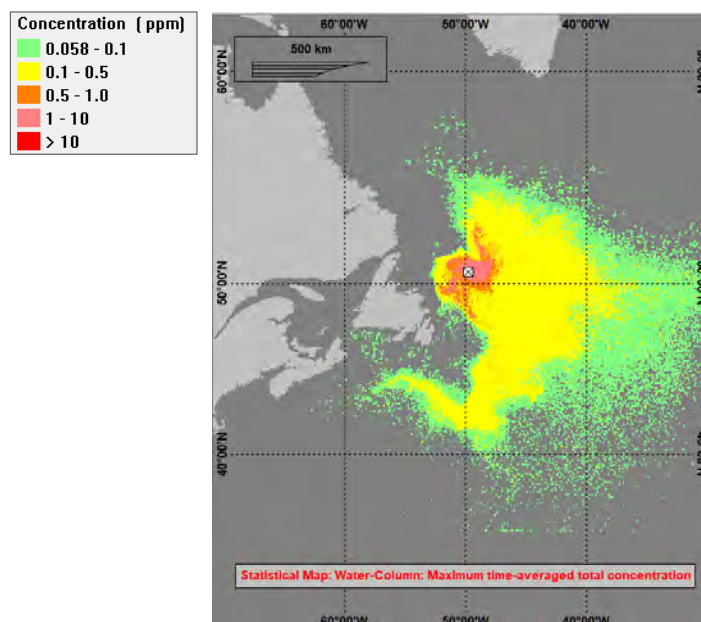 Concentration ( ppm)
0.058 - 0.1
0.1 - 0.5
0.5 - 1.0
1 - 10
> 10
60°00'W 50°00'W 40°00'W
500 km
60°00'N
50°00'N
40°00'N
Statistical Map: Water-Column: Maximum time-averaged total concentration
60°00'W 50°00'W 40°00'W